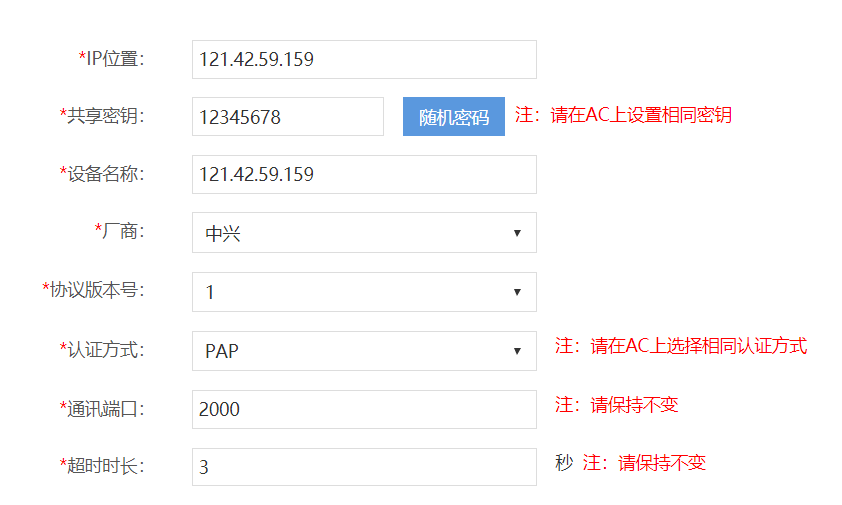 *IP位置： 121.42.59.159
*共享密钥： 12345678 随机密码 注：请在AC上设置相同密钥
*设备名称： 121.42.59.159
*厂商： 中兴 ▼
*协议版本号： 1 ▼
*认证方式： PAP ▼ 注：请在AC上选择相同认证方式
*通讯端口： 2000 注：请保持不变
*超时时长： 3 秒 注：请保持不变